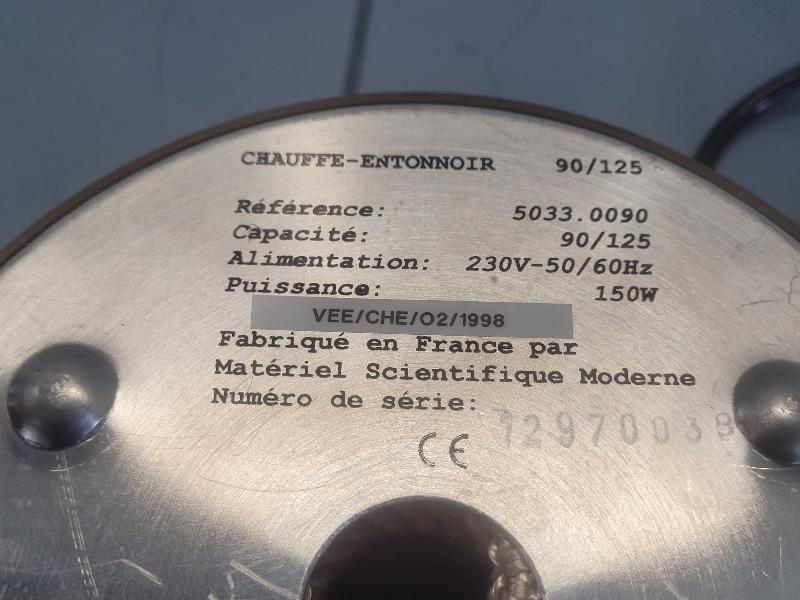 CHAUFFE-ENTONNOIR 90/125
Référence: 5033.0090
Capacité: 90/125
Alimentation: 230V-50/60Hz
Puissance: 150W
VEE/CHE/O2/1998
Fabriqué en France par
Matériel Scientifique Moderne
Numéro de série:
CE